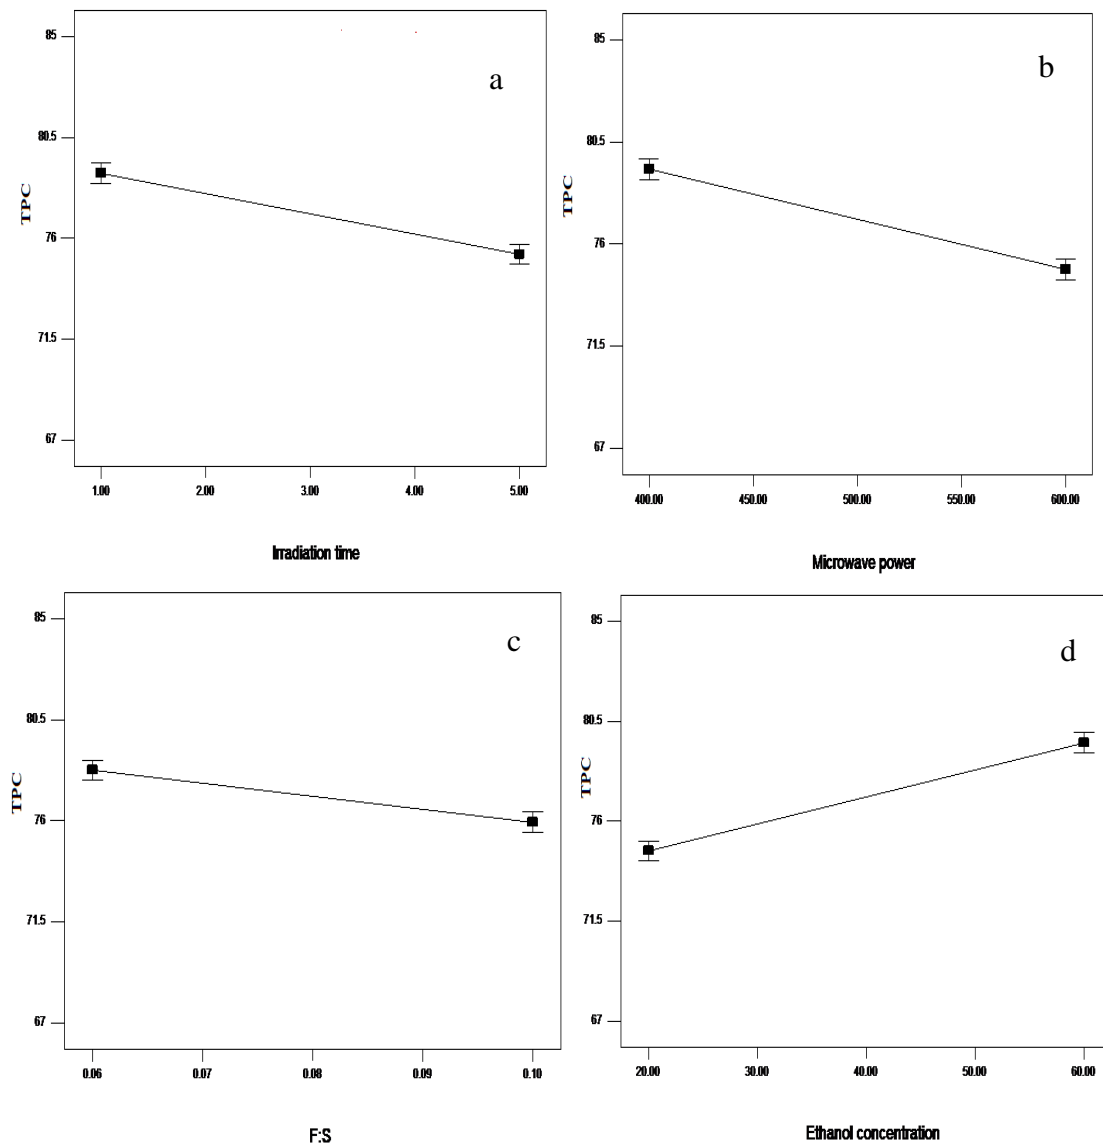 85
a
80.5
TPC
76
71.5
67
1.00 2.00 3.00 4.00 5.00
Irradiation time
85
b
80.5
TPC
76
71.5
67
400.00 450.00 500.00 550.00 600.00
Microwave power
85
c
80.5
TPC
76
71.5
67
0.06 0.07 0.08 0.09 0.10
F:S
85
d
80.5
TPC
76
71.5
67
20.00 30.00 40.00 50.00 60.00
Ethanol concentration